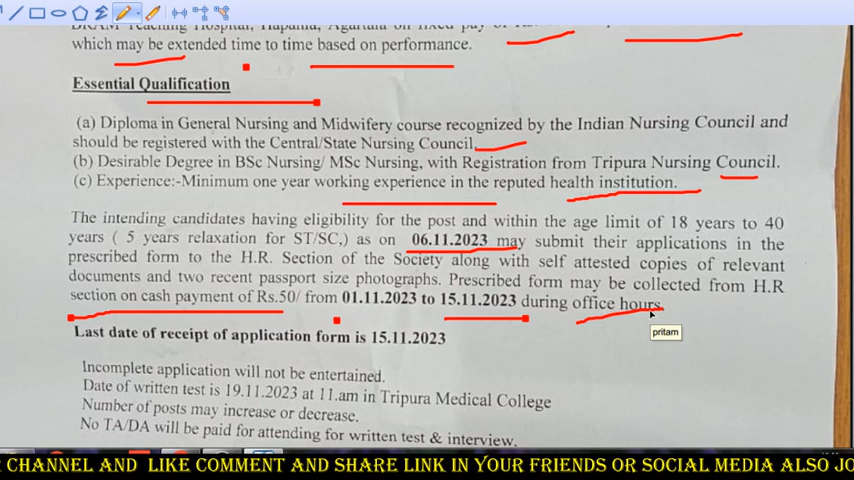 which may be extended time to time based on performance.
Essential Qualification
(a) Diploma in General Nursing and Midwifery course recognized by the Indian Nursing Council and
should be registered with the Central/State Nursing Council.
(b) Desirable Degree in BSc Nursing/ MSc Nursing, with Registration from Tripura Nursing Council.
(c) Experience:-Minimum one year working experience in the reputed health institution.
The intending candidates having eligibility for the post and within the age limit of 18 years to 40
years ( 5 years relaxation for ST/SC,) as on 06.11.2023 may submit their applications in the
prescribed form to the H.R. Section of the Society along with self attested copies of relevant
documents and two recent passport size photographs. Prescribed form may be collected from H.R
section on cash payment of Rs.50/ from 01.11.2023 to 15.11.2023 during office hours.
pritam
Last date of receipt of application form is 15.11.2023
Incomplete application will not be entertained.
Date of written test is 19.11.2023 at 11.am in Tripura Medical College
Number of posts may increase or decrease.
No TA/DA will be paid for attending for written test & interview.
CHANNEL AND LIKE COMMENT AND SHARE LINK IN YOUR FRIENDS OR SOCIAL MEDIA ALSO JO